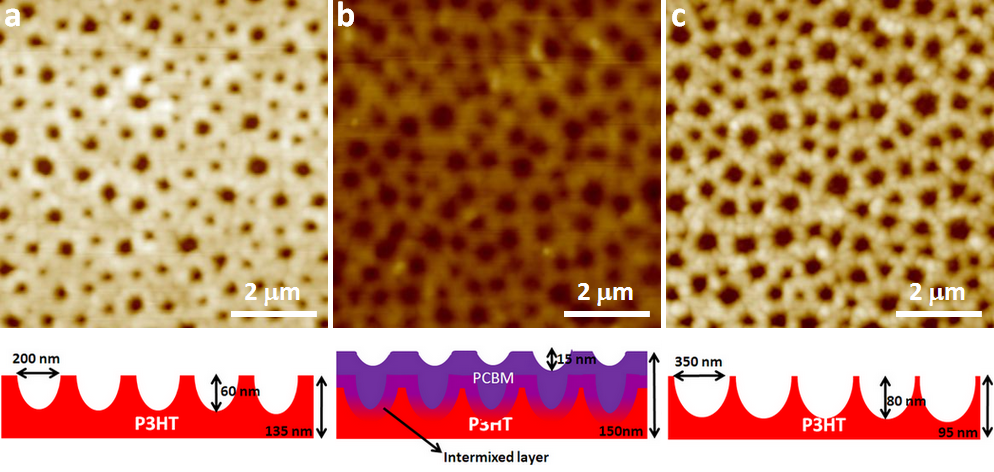 a
b
c
2 μm
2 μm
2 μm
200 nm
60 nm
P3HT
135 nm
15 nm
PCBM
P3HT
150nm
Intermixed layer
350 nm
80 nm
P3HT
95 nm